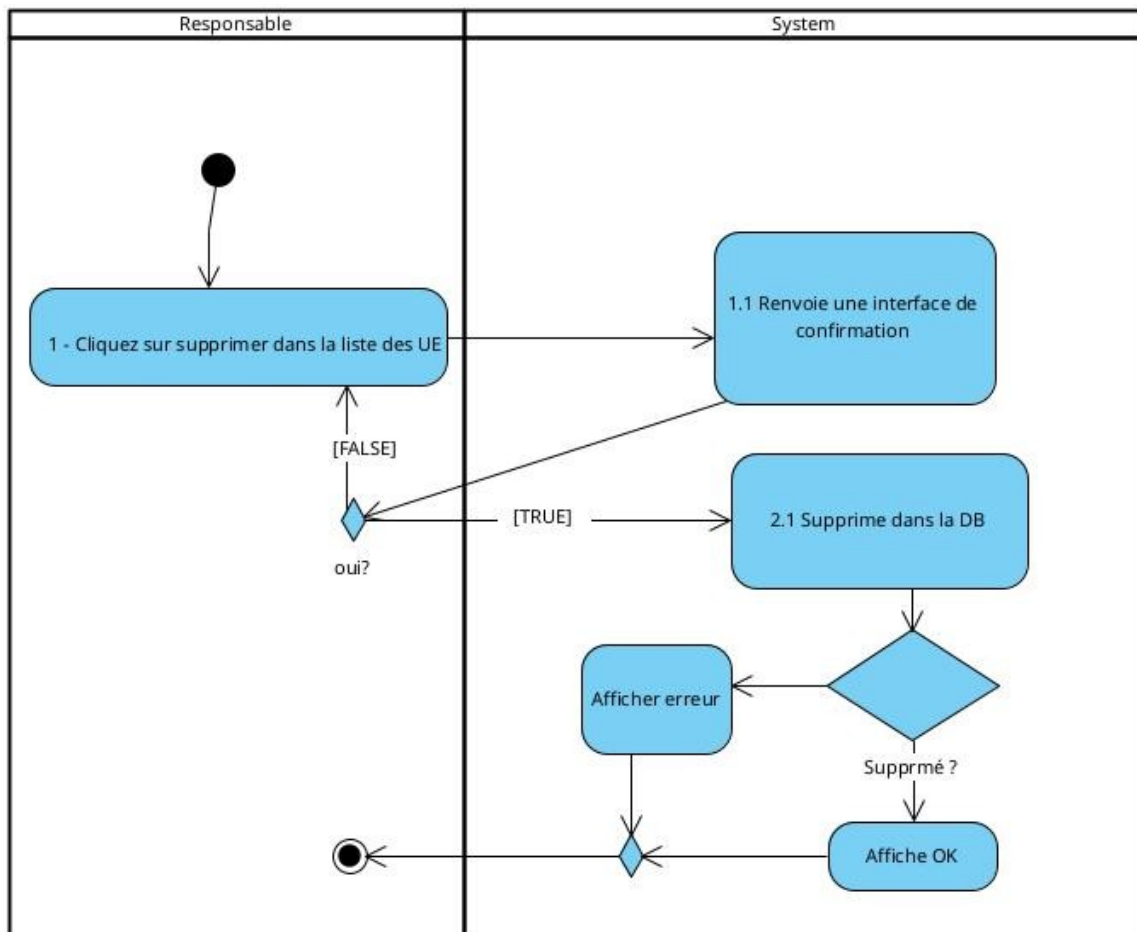 Responsable
System
1.1 Renvoie une interface de
confirmation
1 - Cliquez sur supprimer dans la liste des UE
[FALSE]
[TRUE]
2.1 Supprime dans la DB
oui?
Afficher erreur
Supprmé ?
Affiche OK